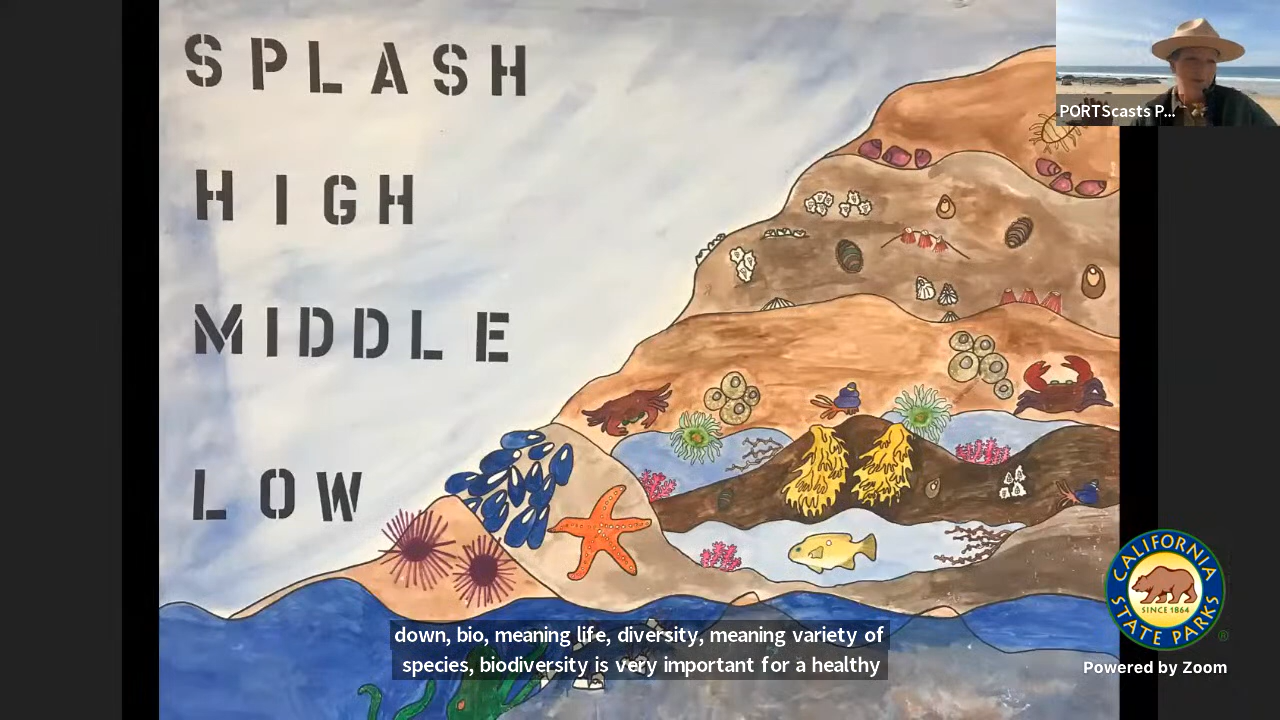 SPLASH
HIGH
MIDDLE
LOW
PORTScasts P...
down, bio, meaning life, diversity, meaning variety of
species, biodiversity is very important for a healthy
CALIFORNIA
SINCE 1864
STATE PARKS
®
Powered by Zoom